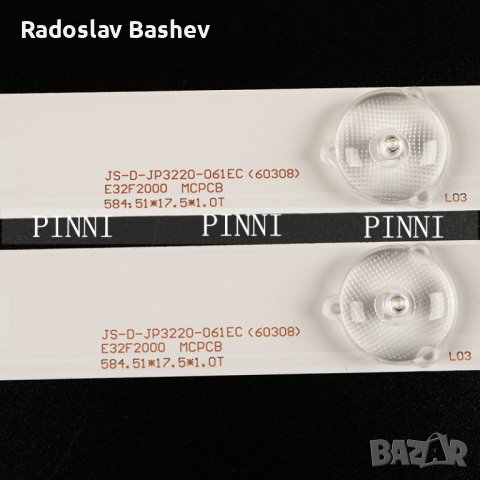 Radoslav Bashev
JS-D-JP3220-061EC (60308)
E32F2000 MCPCB
584.51*17.5*1.0T
L03
PINNI PINNI PINNI
JS-D-JP3220-061EC (60308)
E32F2000 MCPCB
584.51*17.5*1.0T
L03
BAZAR